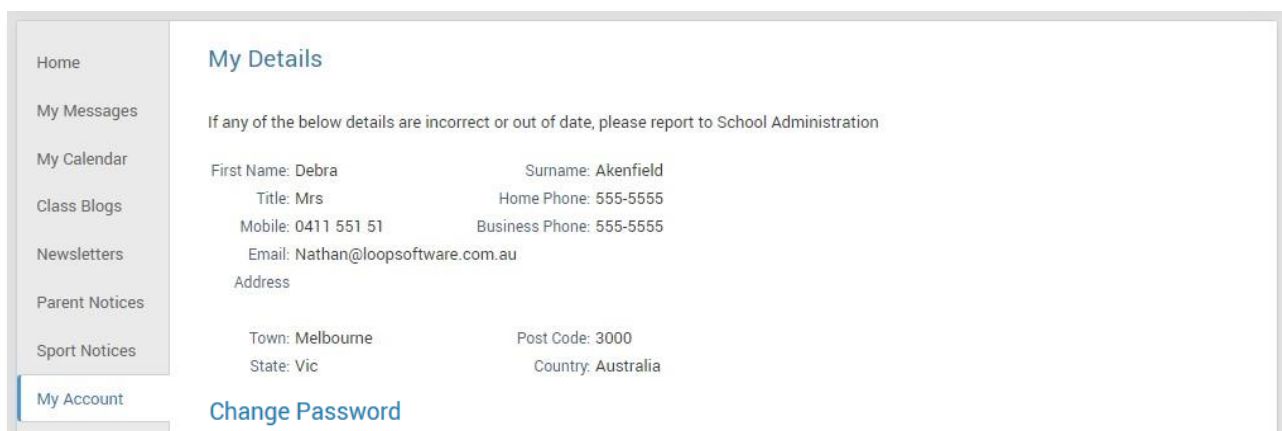 Home
My Messages
My Calendar
Class Blogs
Newsletters
Parent Notices
Sport Notices
My Account
My Details
If any of the below details are incorrect or out of date, please report to School Administration
First Name: Debra Surname: Akenfield
Title: Mrs Home Phone: 555-5555
Mobile: 0411 551 51 Business Phone: 555-5555
Email: Nathan@loopsoftware.com.au
Address
Town: Melbourne Post Code: 3000
State: Vic Country: Australia
Change Password